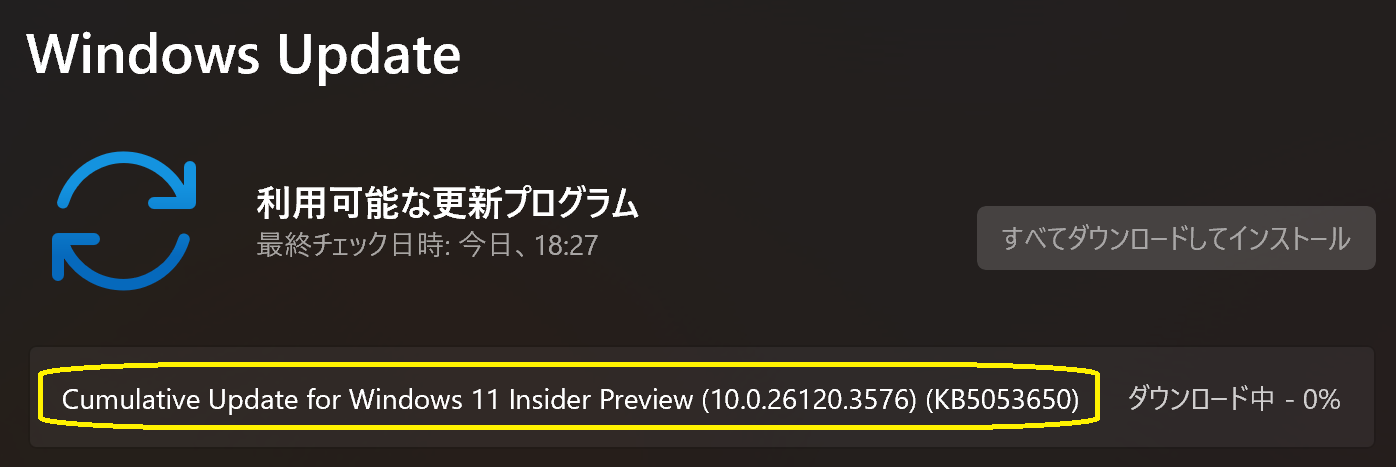 Windows Update
利用可能な更新プログラム
最終チェック日時: 今日、18:27
すべてダウンロードしてインストール
Cumulative Update for Windows 11 Insider Preview (10.0.26120.3576) (KB5053650)
ダウンロード中 - 0%